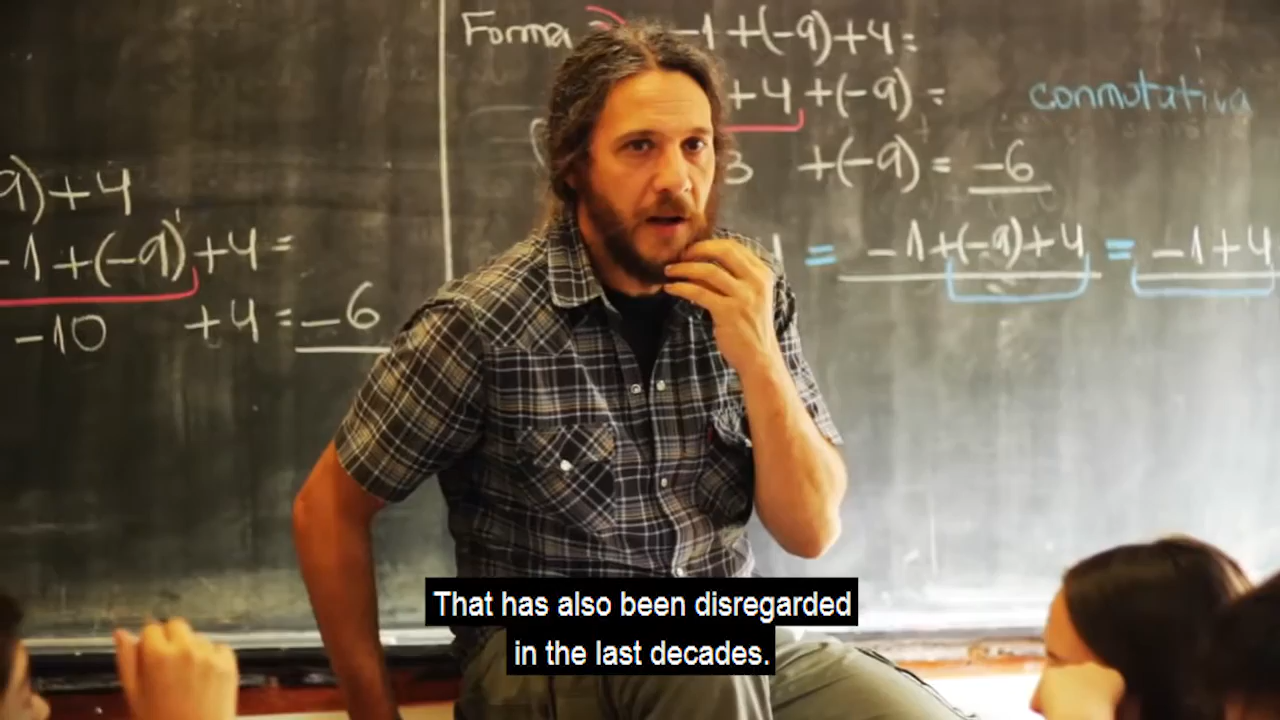 Forma -1 +(-9)+4 =
+4 +(-9) =
conmutativa
3 +(-9) = -6
9)+4
-1 +(-9)+4 =
-10 +4 = -6
1 = -1+(-9)+4 = -1+4
That has also been disregarded
in the last decades.